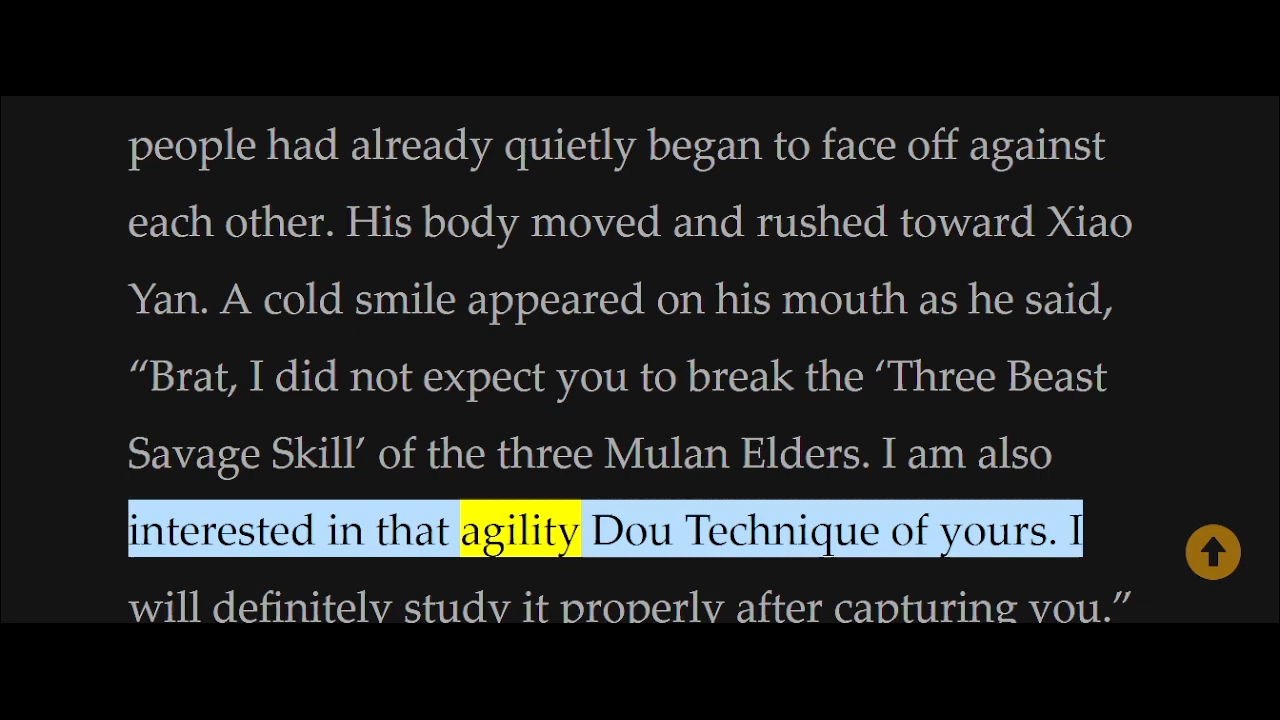 people had already quietly began to face off against
each other. His body moved and rushed toward Xiao
Yan. A cold smile appeared on his mouth as he said,
“Brat, I did not expect you to break the ‘Three Beast
Savage Skill’ of the three Mulan Elders. I am also
interested in that agility Dou Technique of yours. I
will definitely study it properly after capturing you.”